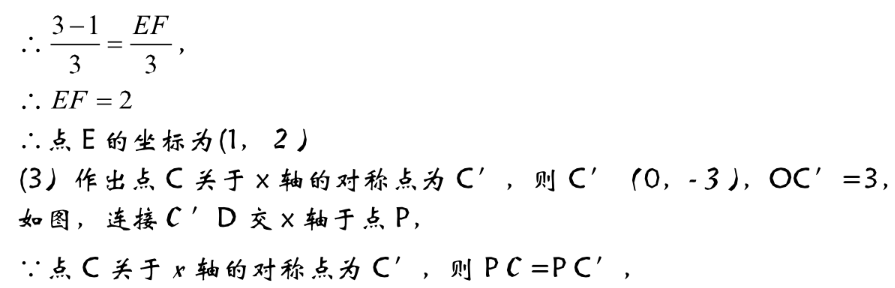 ∴ (3−1)/3 = EF/3，
∴ EF = 2
∴点 E 的坐标为(1， 2 )
(3) 作出点 C 关于 x 轴的对称点为 C′ ，则 C′ (0，-3)，OC′ =3，
如图，连接 C′ D 交 x 轴于点 P，
∵点 C 关于 x 轴的对称点为 C′ ，则 PC=PC′ ，